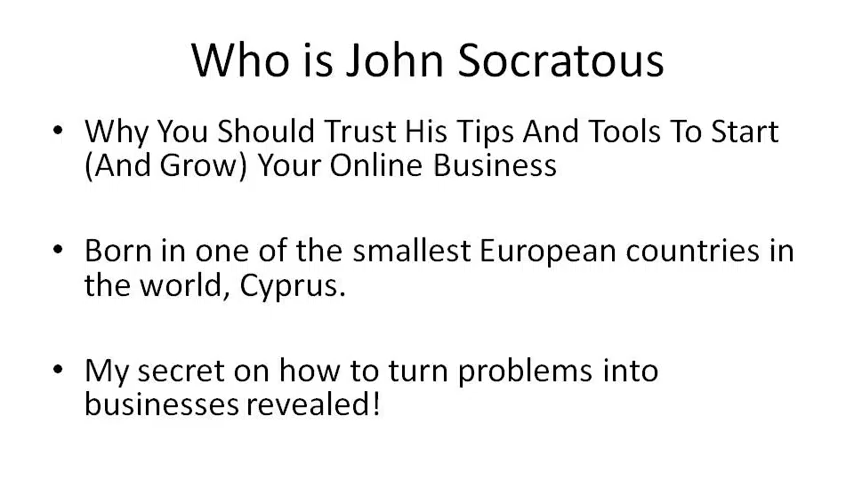 Who is John Socratous
• Why You Should Trust His Tips And Tools To Start
(And Grow) Your Online Business
• Born in one of the smallest European countries in
the world, Cyprus.
• My secret on how to turn problems into
businesses revealed!